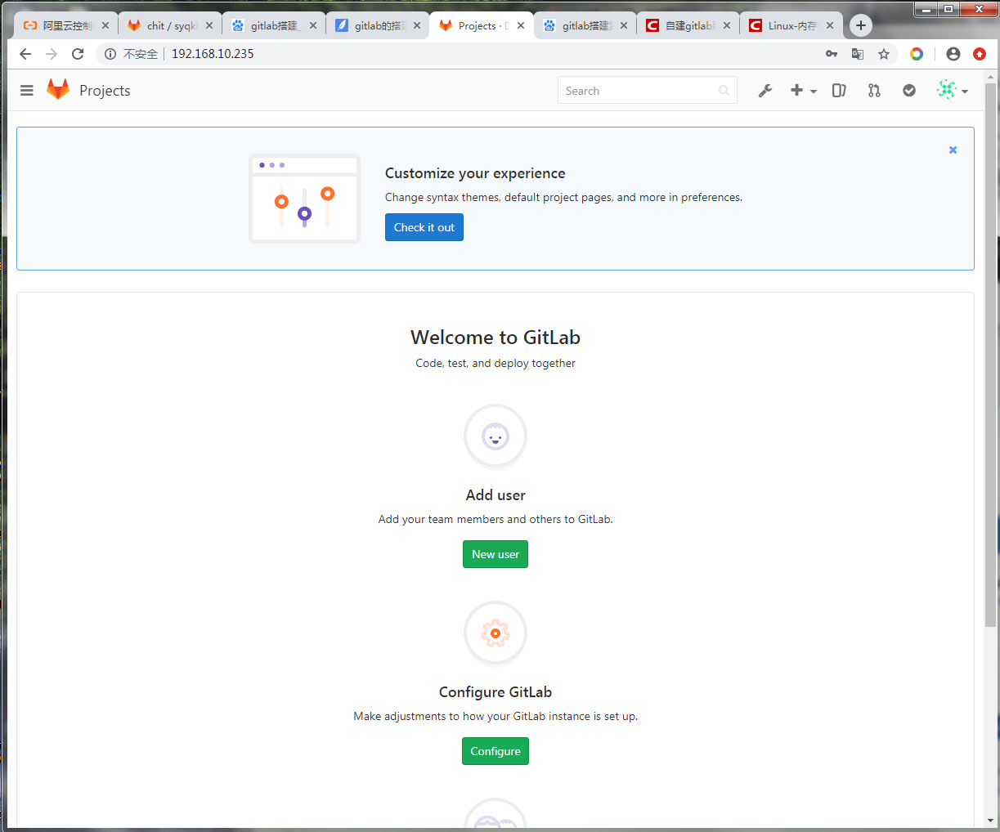 阿里云控制
chit / syqk
gitlab搭建_
gitlab的搭建
Projects · D
gitlab搭建
自建gitlab
Linux-内存
不安全
192.168.10.235
Projects
Search
Customize your experience
Change syntax themes, default project pages, and more in preferences.
Check it out
Welcome to GitLab
Code, test, and deploy together
Add user
Add your team members and others to GitLab.
New user
Configure GitLab
Make adjustments to how your GitLab instance is set up.
Configure